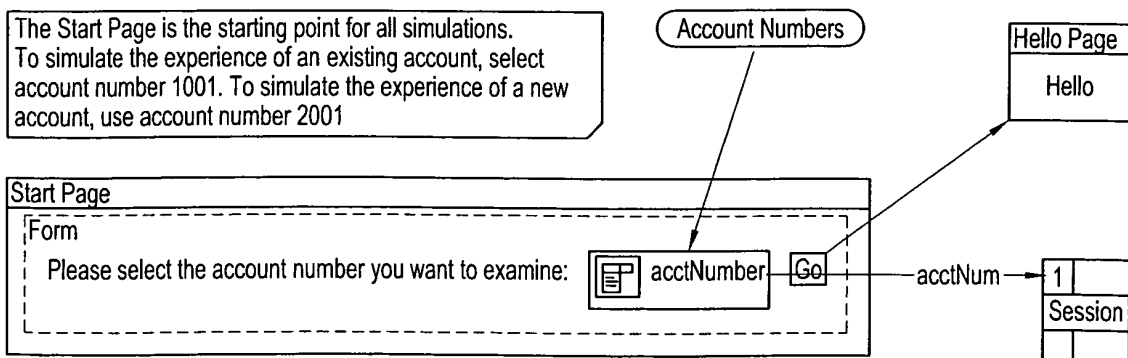 The Start Page is the starting point for all simulations.
To simulate the experience of an existing account, select
account number 1001. To simulate the experience of a new
account, use account number 2001
Account Numbers
Hello Page
Hello
Start Page
Form
Please select the account number you want to examine:
acctNumber
Go
acctNum
1
Session